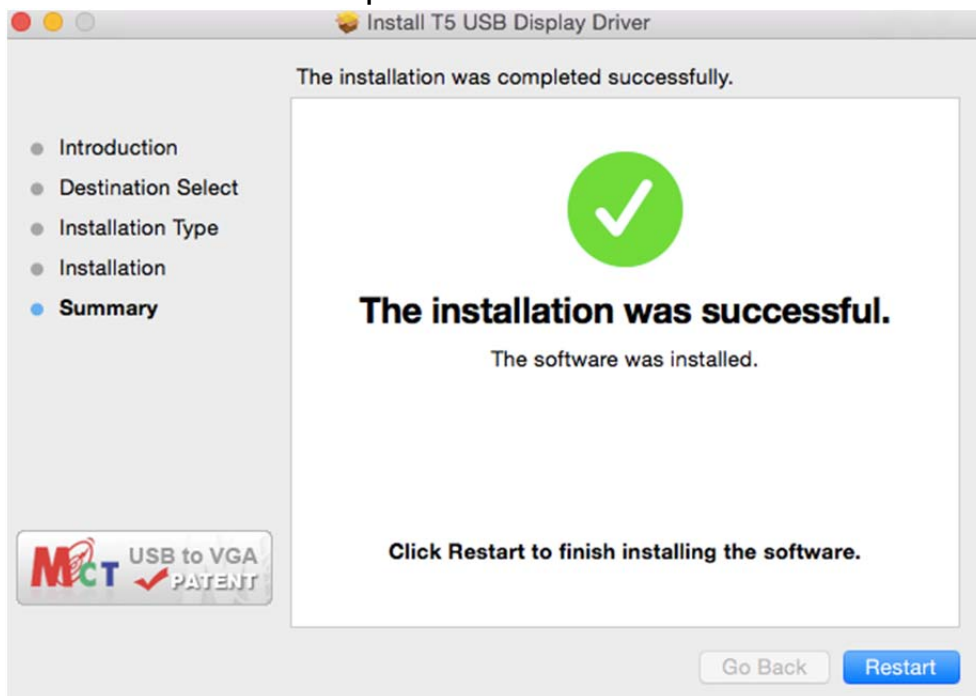 Install T5 USB Display Driver
The installation was completed successfully.
Introduction
Destination Select
Installation Type
Installation
Summary
The installation was successful.
The software was installed.
Click Restart to finish installing the software.
MCT USB to VGA
PATENT
Go Back
Restart